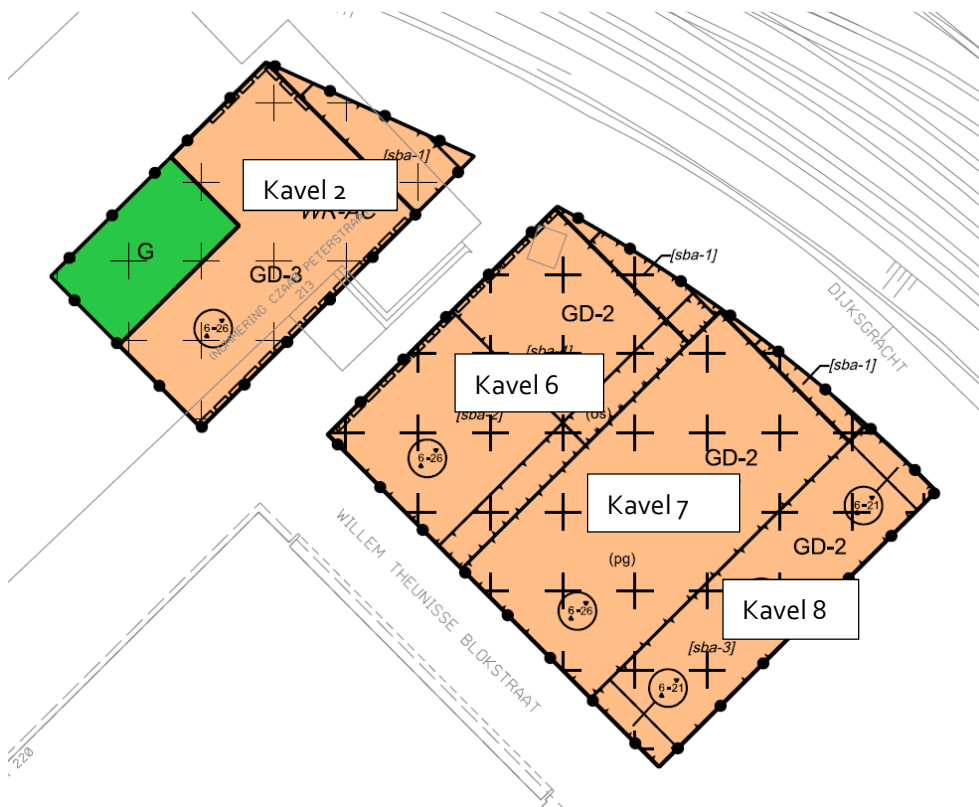 [sba-1]
Kavel 2
WR-AC
G
GD-3
(INGANG) CZAAR PETERSTRAAT
213
6-26
DIJKSGRACHT
[sba-1]
GD-2
[sba-1]
Kavel 6
[sba-2]
(os)
6-26
GD-2
6-21
Kavel 7
GD-2
(pg)
6-26
Kavel 8
[sba-3]
6-21
WILLEM THEUNISSE BLOKSTRAAT
220